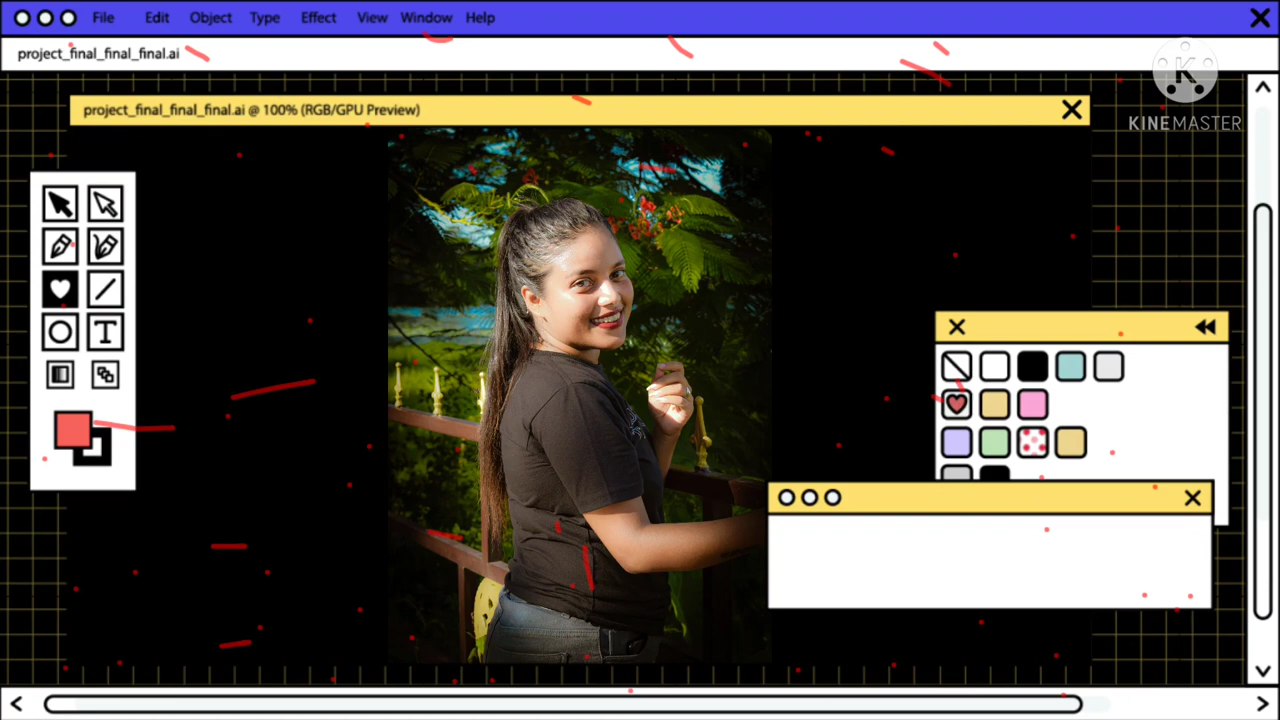 File Edit Object Type Effect View Window Help
project_final_final_final.ai
K
KINEMASTER
project_final_final_final.ai @ 100% (RGB/GPU Preview)
T